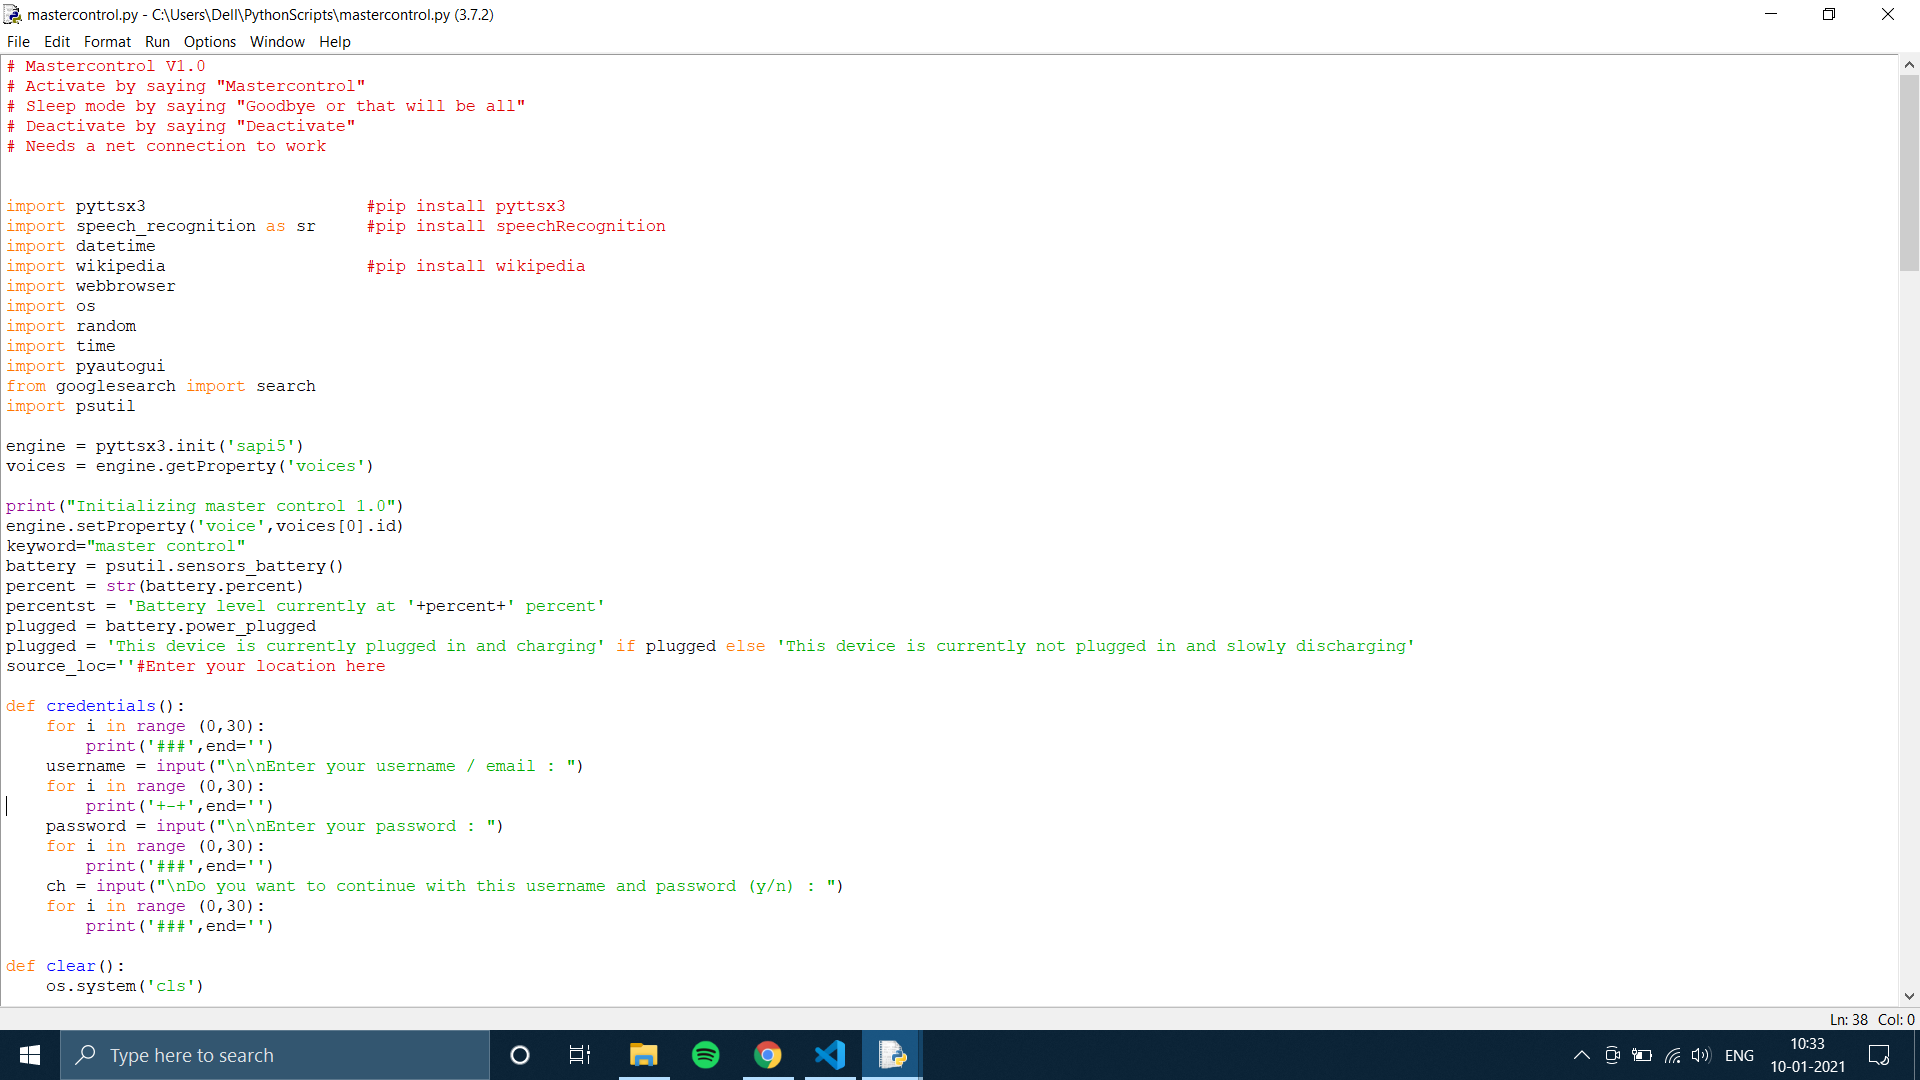 mastercontrol.py - C:\Users\Dell\PythonScripts\mastercontrol.py (3.7.2)
File Edit Format Run Options Window Help
# Mastercontrol V1.0
# Activate by saying "Mastercontrol"
# Sleep mode by saying "Goodbye or that will be all"
# Deactivate by saying "Deactivate"
# Needs a net connection to work
import pyttsx3                      #pip install pyttsx3
import speech_recognition as sr     #pip install speechRecognition
import datetime
import wikipedia                    #pip install wikipedia
import webbrowser
import os
import random
import time
import pyautogui
from googlesearch import search
import psutil
engine = pyttsx3.init('sapi5')
voices = engine.getProperty('voices')
print("Initializing master control 1.0")
engine.setProperty('voice',voices[0].id)
keyword="master control"
battery = psutil.sensors_battery()
percent = str(battery.percent)
percentst = 'Battery level currently at '+percent+' percent'
plugged = battery.power_plugged
plugged = 'This device is currently plugged in and charging' if plugged else 'This device is currently not plugged in and slowly discharging'
source_loc=''#Enter your location here
def credentials():
    for i in range (0,30):
        print('###',end='')
    username = input("\n\nEnter your username / email : ")
    for i in range (0,30):
        print('+-+',end='')
    password = input("\n\nEnter your password : ")
    for i in range (0,30):
        print('###',end='')
    ch = input("\nDo you want to continue with this username and password (y/n) : ")
    for i in range (0,30):
        print('###',end='')
def clear():
    os.system('cls')
Ln: 38 Col: 0
Type here to search
ENG
10:33
10-01-2021